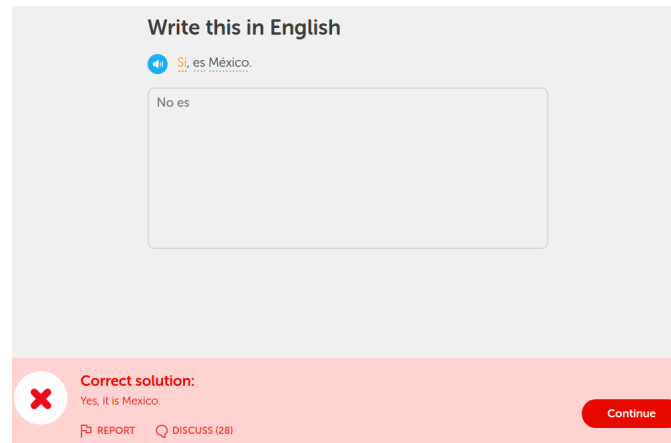 Write this in English
Sí, es México.
No es
Correct solution:
Yes, it is Mexico.
REPORT DISCUSS (28)
Continue